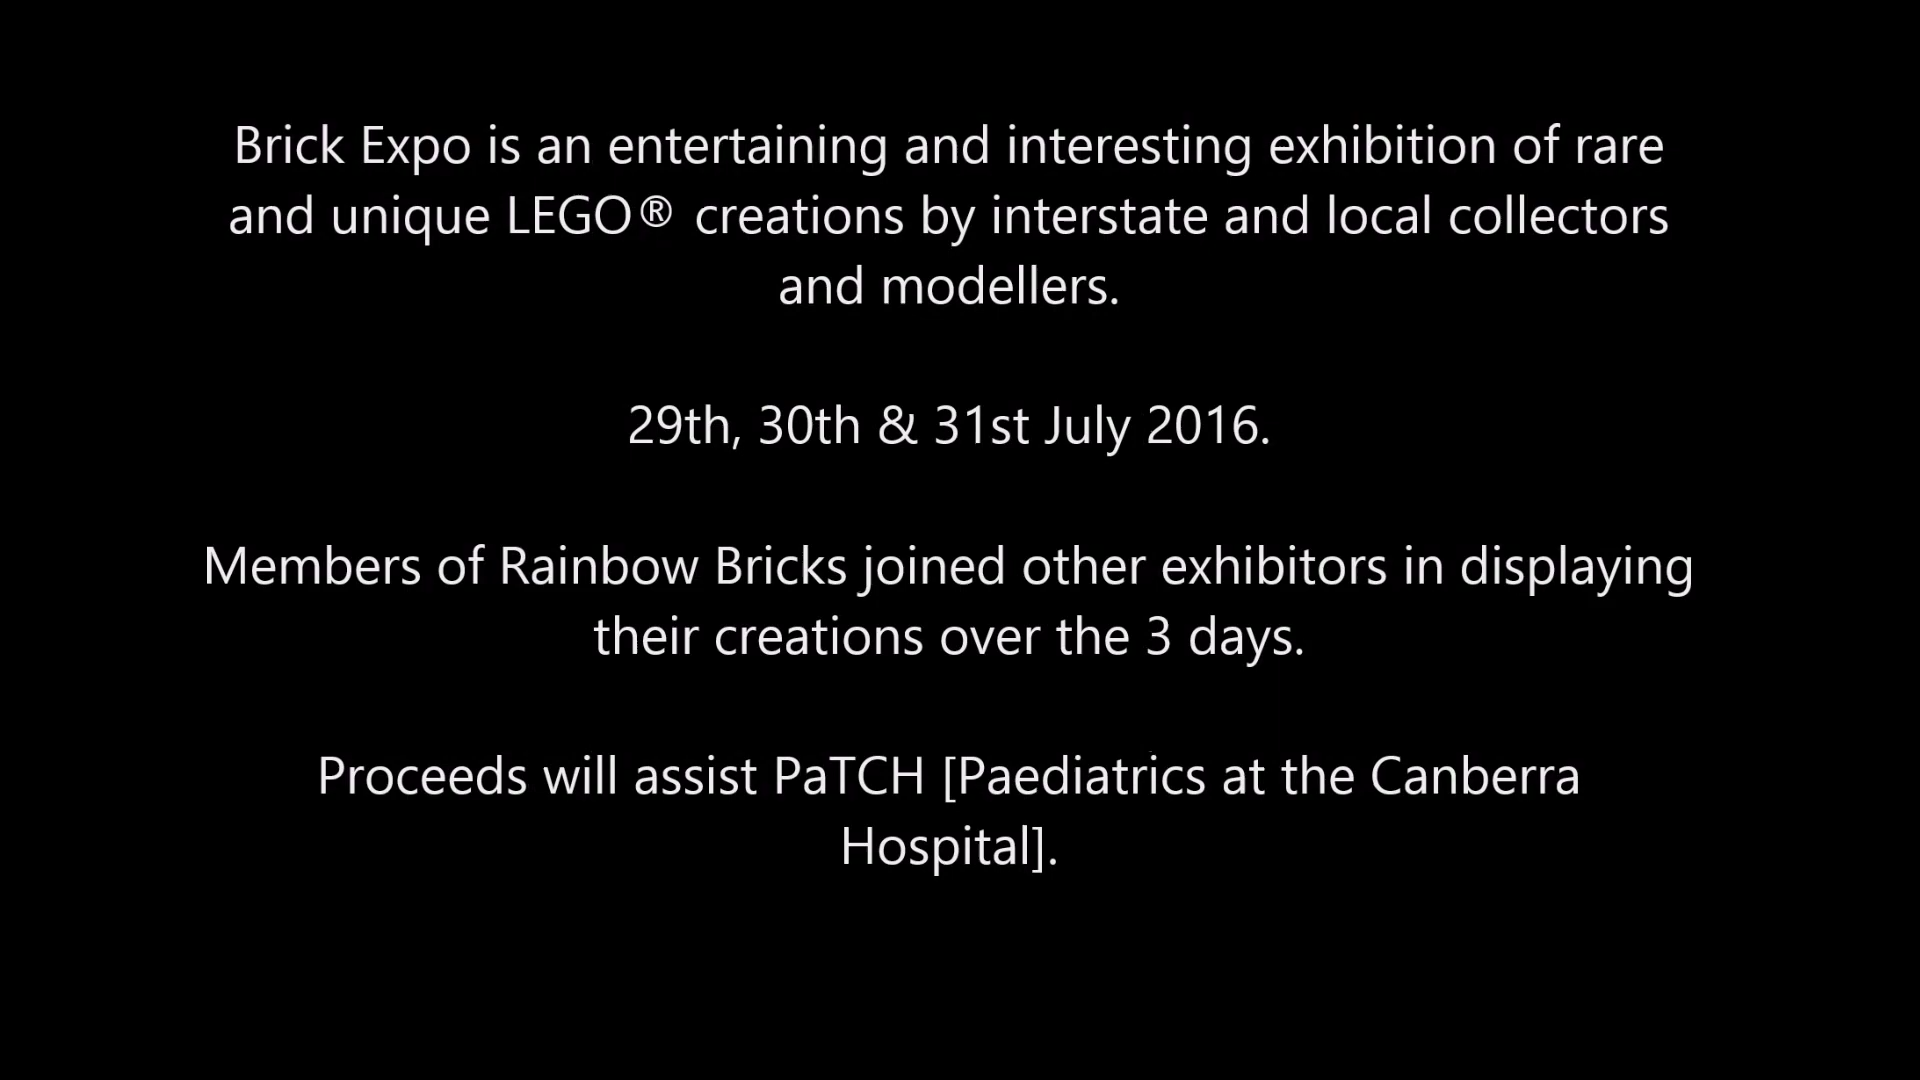 Brick Expo is an entertaining and interesting exhibition of rare
and unique LEGO® creations by interstate and local collectors
and modellers.
29th, 30th & 31st July 2016.
Members of Rainbow Bricks joined other exhibitors in displaying
their creations over the 3 days.
Proceeds will assist PaTCH [Paediatrics at the Canberra
Hospital].